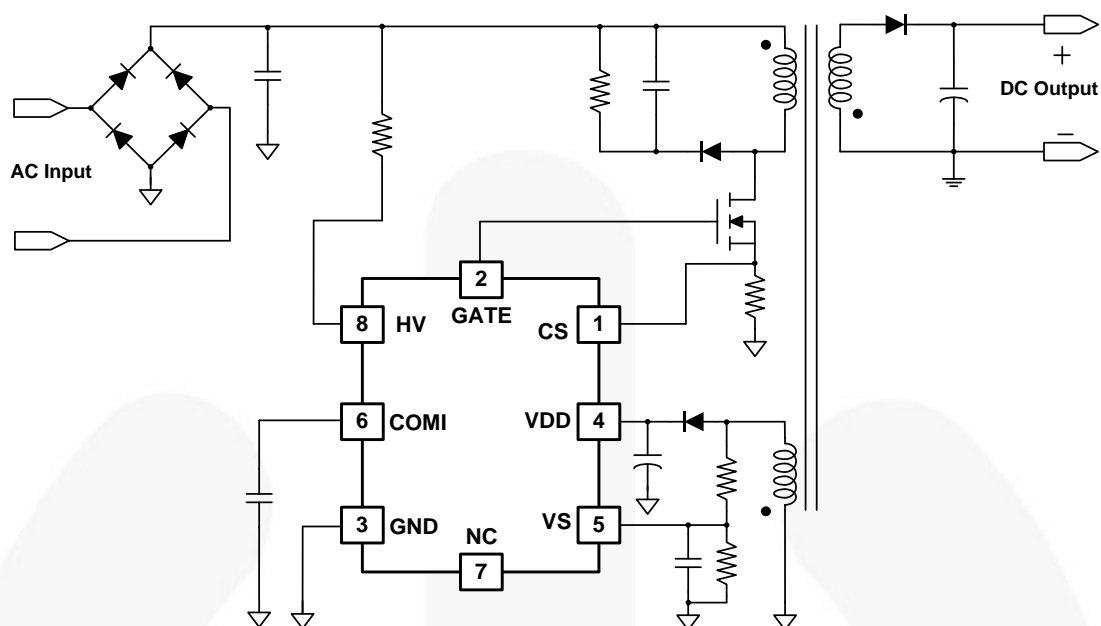 +
DC Output
−
AC Input
2
GATE
8
HV
1
CS
6
COMI
VDD
4
3
GND
NC
7
VS
5